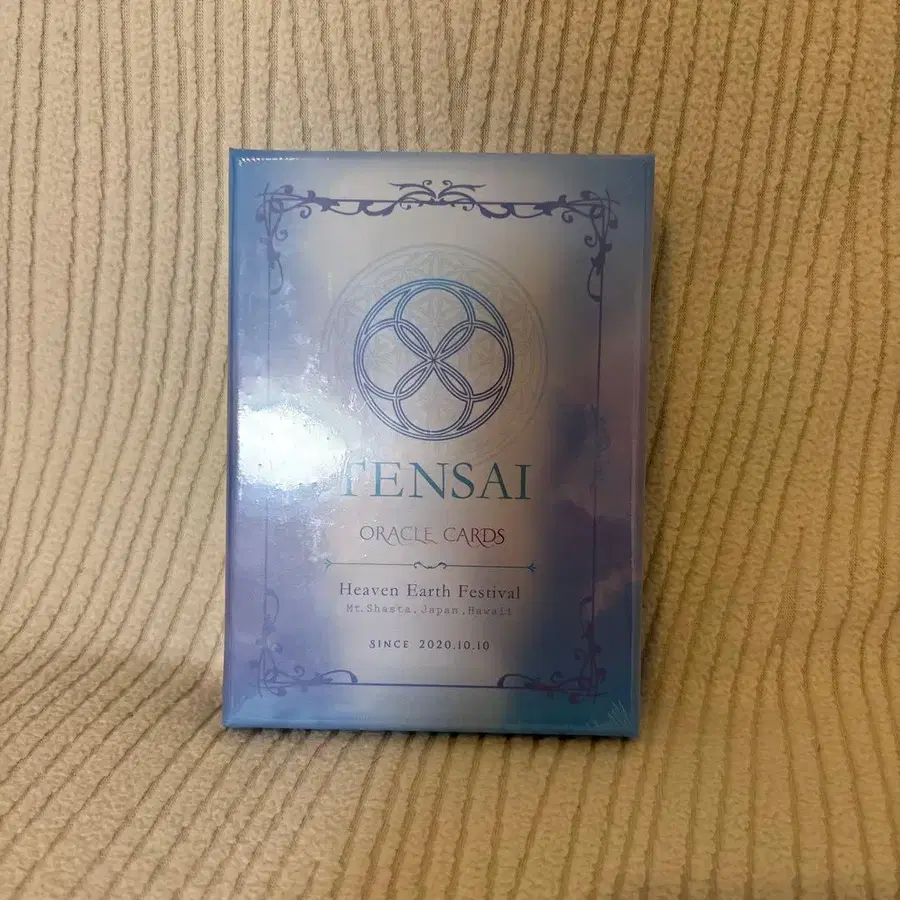 TENSAI
ORACLE CARDS
Heaven Earth Festival
Mt.Shasta.Japan.Hawaii
SINCE 2020.10.10